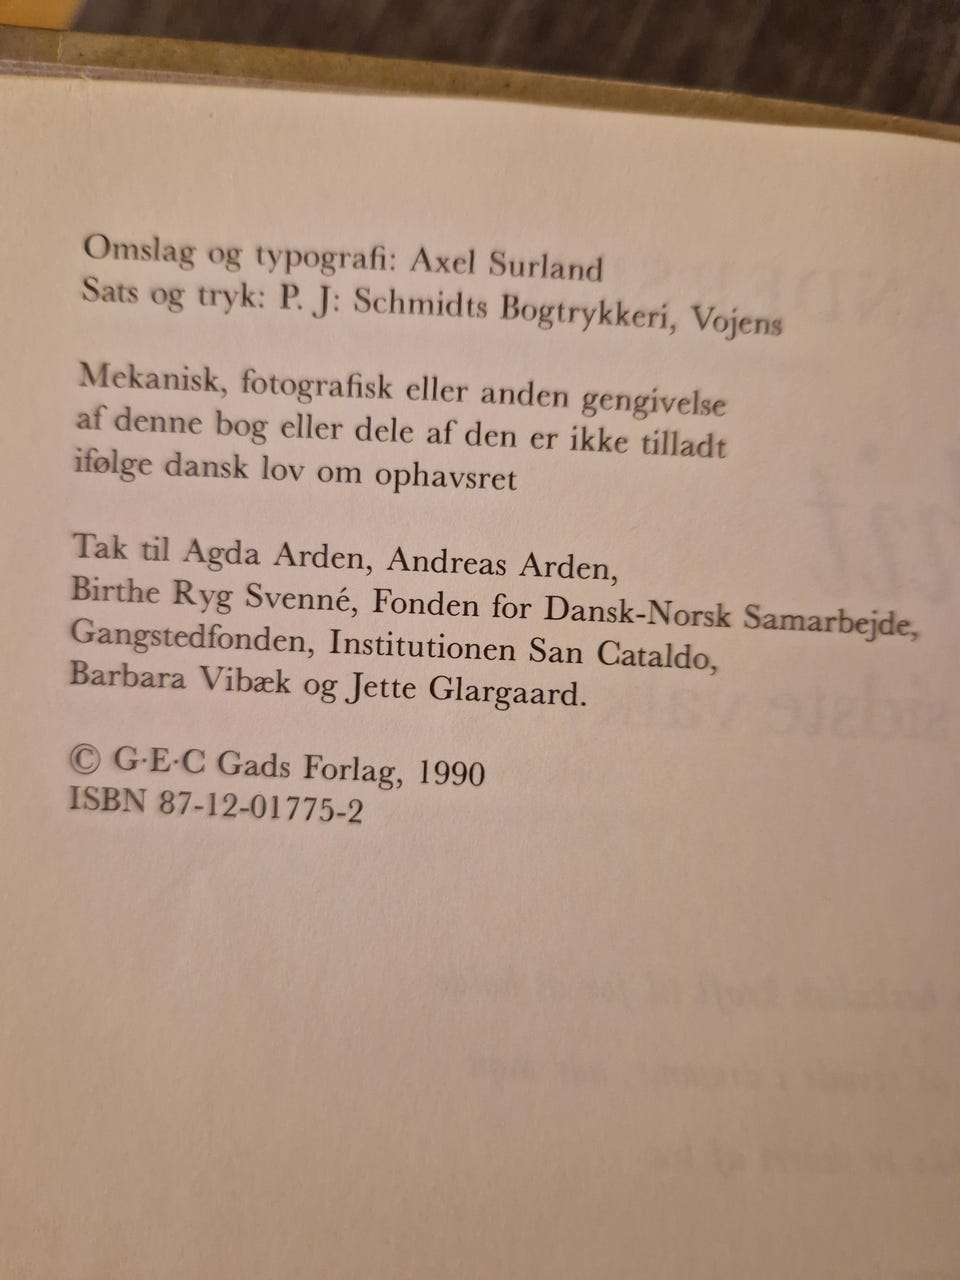 Omslag og typografi: Axel Surland
Sats og tryk: P. J: Schmidts Bogtrykkeri, Vojens
Mekanisk, fotografisk eller anden gengivelse
af denne bog eller dele af den er ikke tilladt
ifølge dansk lov om ophavsret
Tak til Agda Arden, Andreas Arden,
Birthe Ryg Svenné, Fonden for Dansk-Norsk Samarbejde,
Gangstedfonden, Institutionen San Cataldo,
Barbara Vibæk og Jette Glargaard.
© G·E·C Gads Forlag, 1990
ISBN 87-12-01775-2